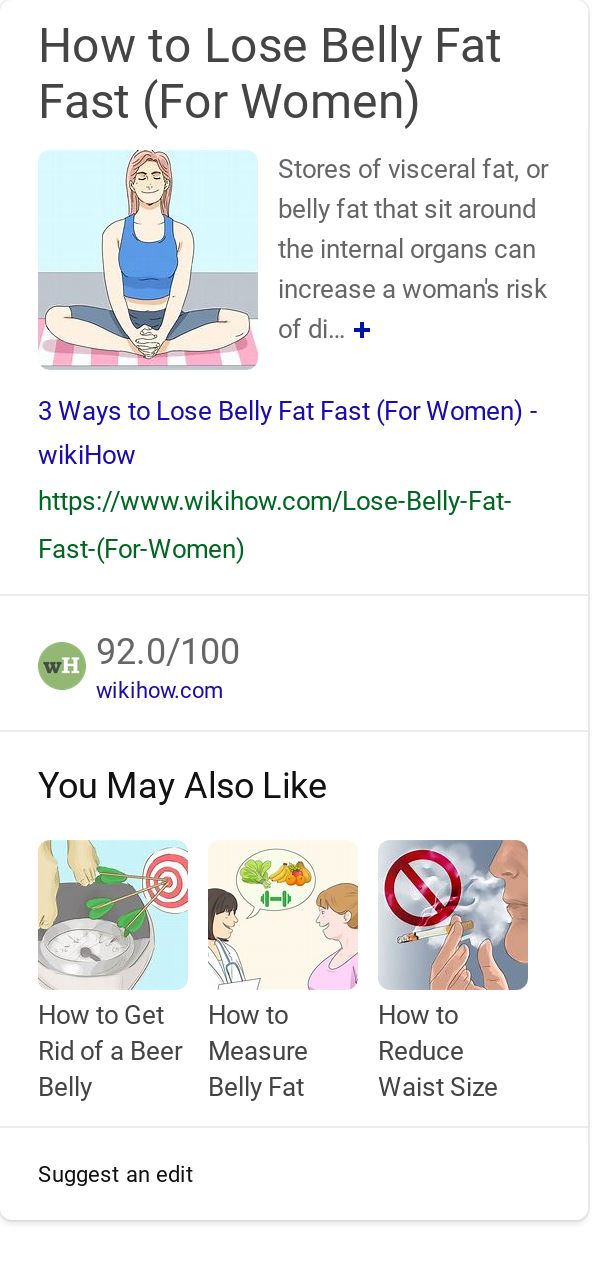 How to Lose Belly Fat
Fast (For Women)
Stores of visceral fat, or
belly fat that sit around
the internal organs can
increase a woman's risk
of di... +
3 Ways to Lose Belly Fat Fast (For Women) -
wikiHow
https://www.wikihow.com/Lose-Belly-Fat-
Fast-(For-Women)
wH
92.0/100
wikihow.com
You May Also Like
How to Get
Rid of a Beer
Belly
How to
Measure
Belly Fat
How to
Reduce
Waist Size
Suggest an edit